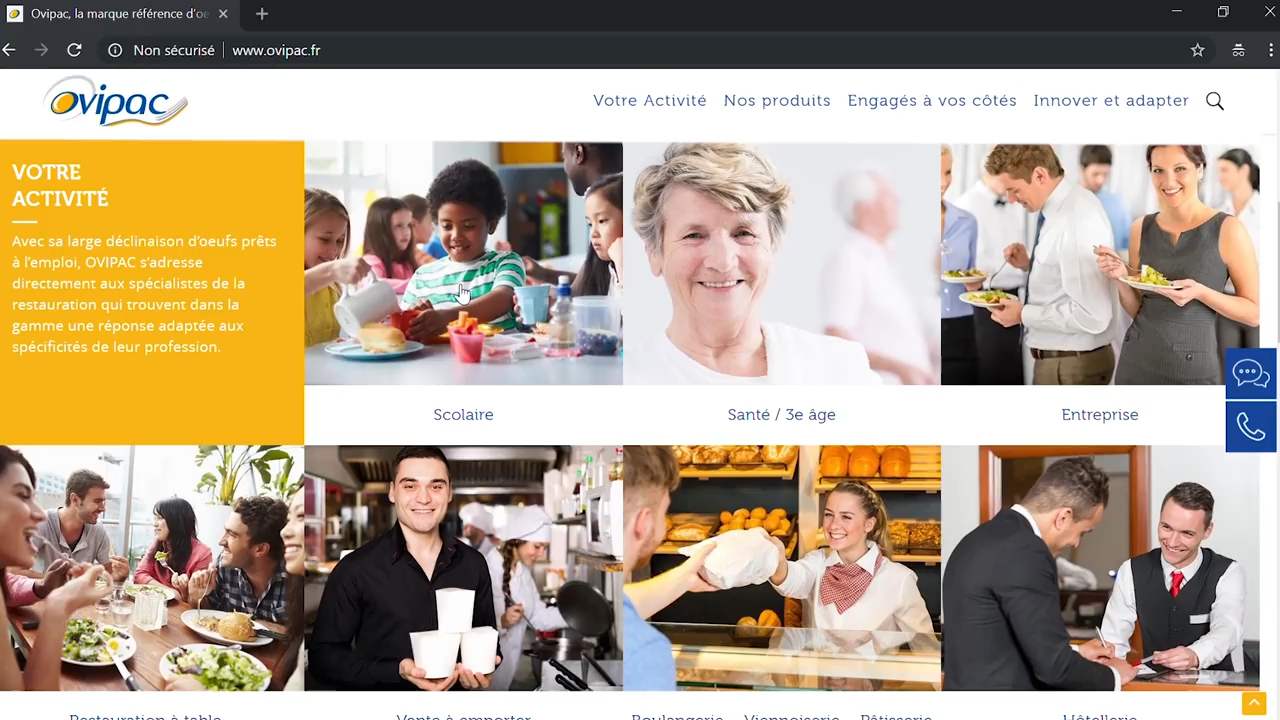 Ovipac, la marque référence d'oe
Non sécurisé
www.ovipac.fr
Ovipac
Votre Activité
Nos produits
Engagés à vos côtés
Innover et adapter
VOTRE
ACTIVITÉ
Avec sa large déclinaison d'oeufs prêts
à l'emploi, OVIPAC s'adresse
directement aux spécialistes de la
restauration qui trouvent dans la
gamme une réponse adaptée aux
spécificités de leur profession.
Scolaire
Santé / 3e âge
Entreprise
Restauration à table
Vente à emporter
Boulangerie Viennoiserie Pâtisserie
Hôtellerie